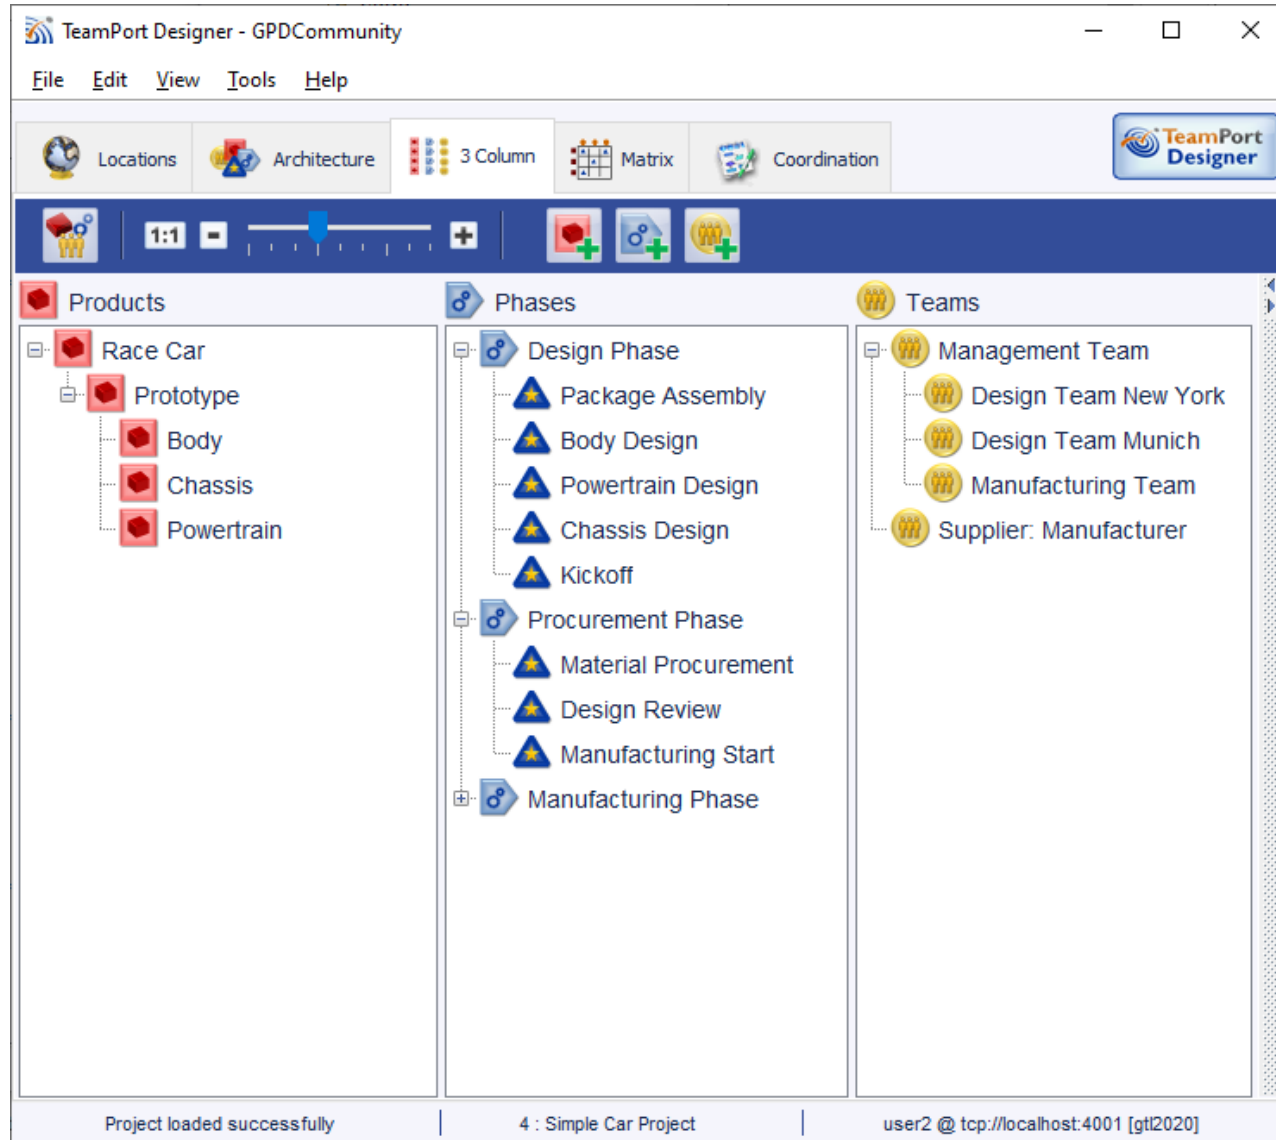 TeamPort Designer - GPDCommunity
File Edit View Tools Help
Locations Architecture 3 Column Matrix Coordination
TeamPort
Designer
1:1
Products
Race Car
Prototype
Body
Chassis
Powertrain
Phases
Design Phase
Package Assembly
Body Design
Powertrain Design
Chassis Design
Kickoff
Procurement Phase
Material Procurement
Design Review
Manufacturing Start
Manufacturing Phase
Teams
Management Team
Design Team New York
Design Team Munich
Manufacturing Team
Supplier: Manufacturer
Project loaded successfully
4 : Simple Car Project
user2 @ tcp://localhost:4001 [gtl2020]